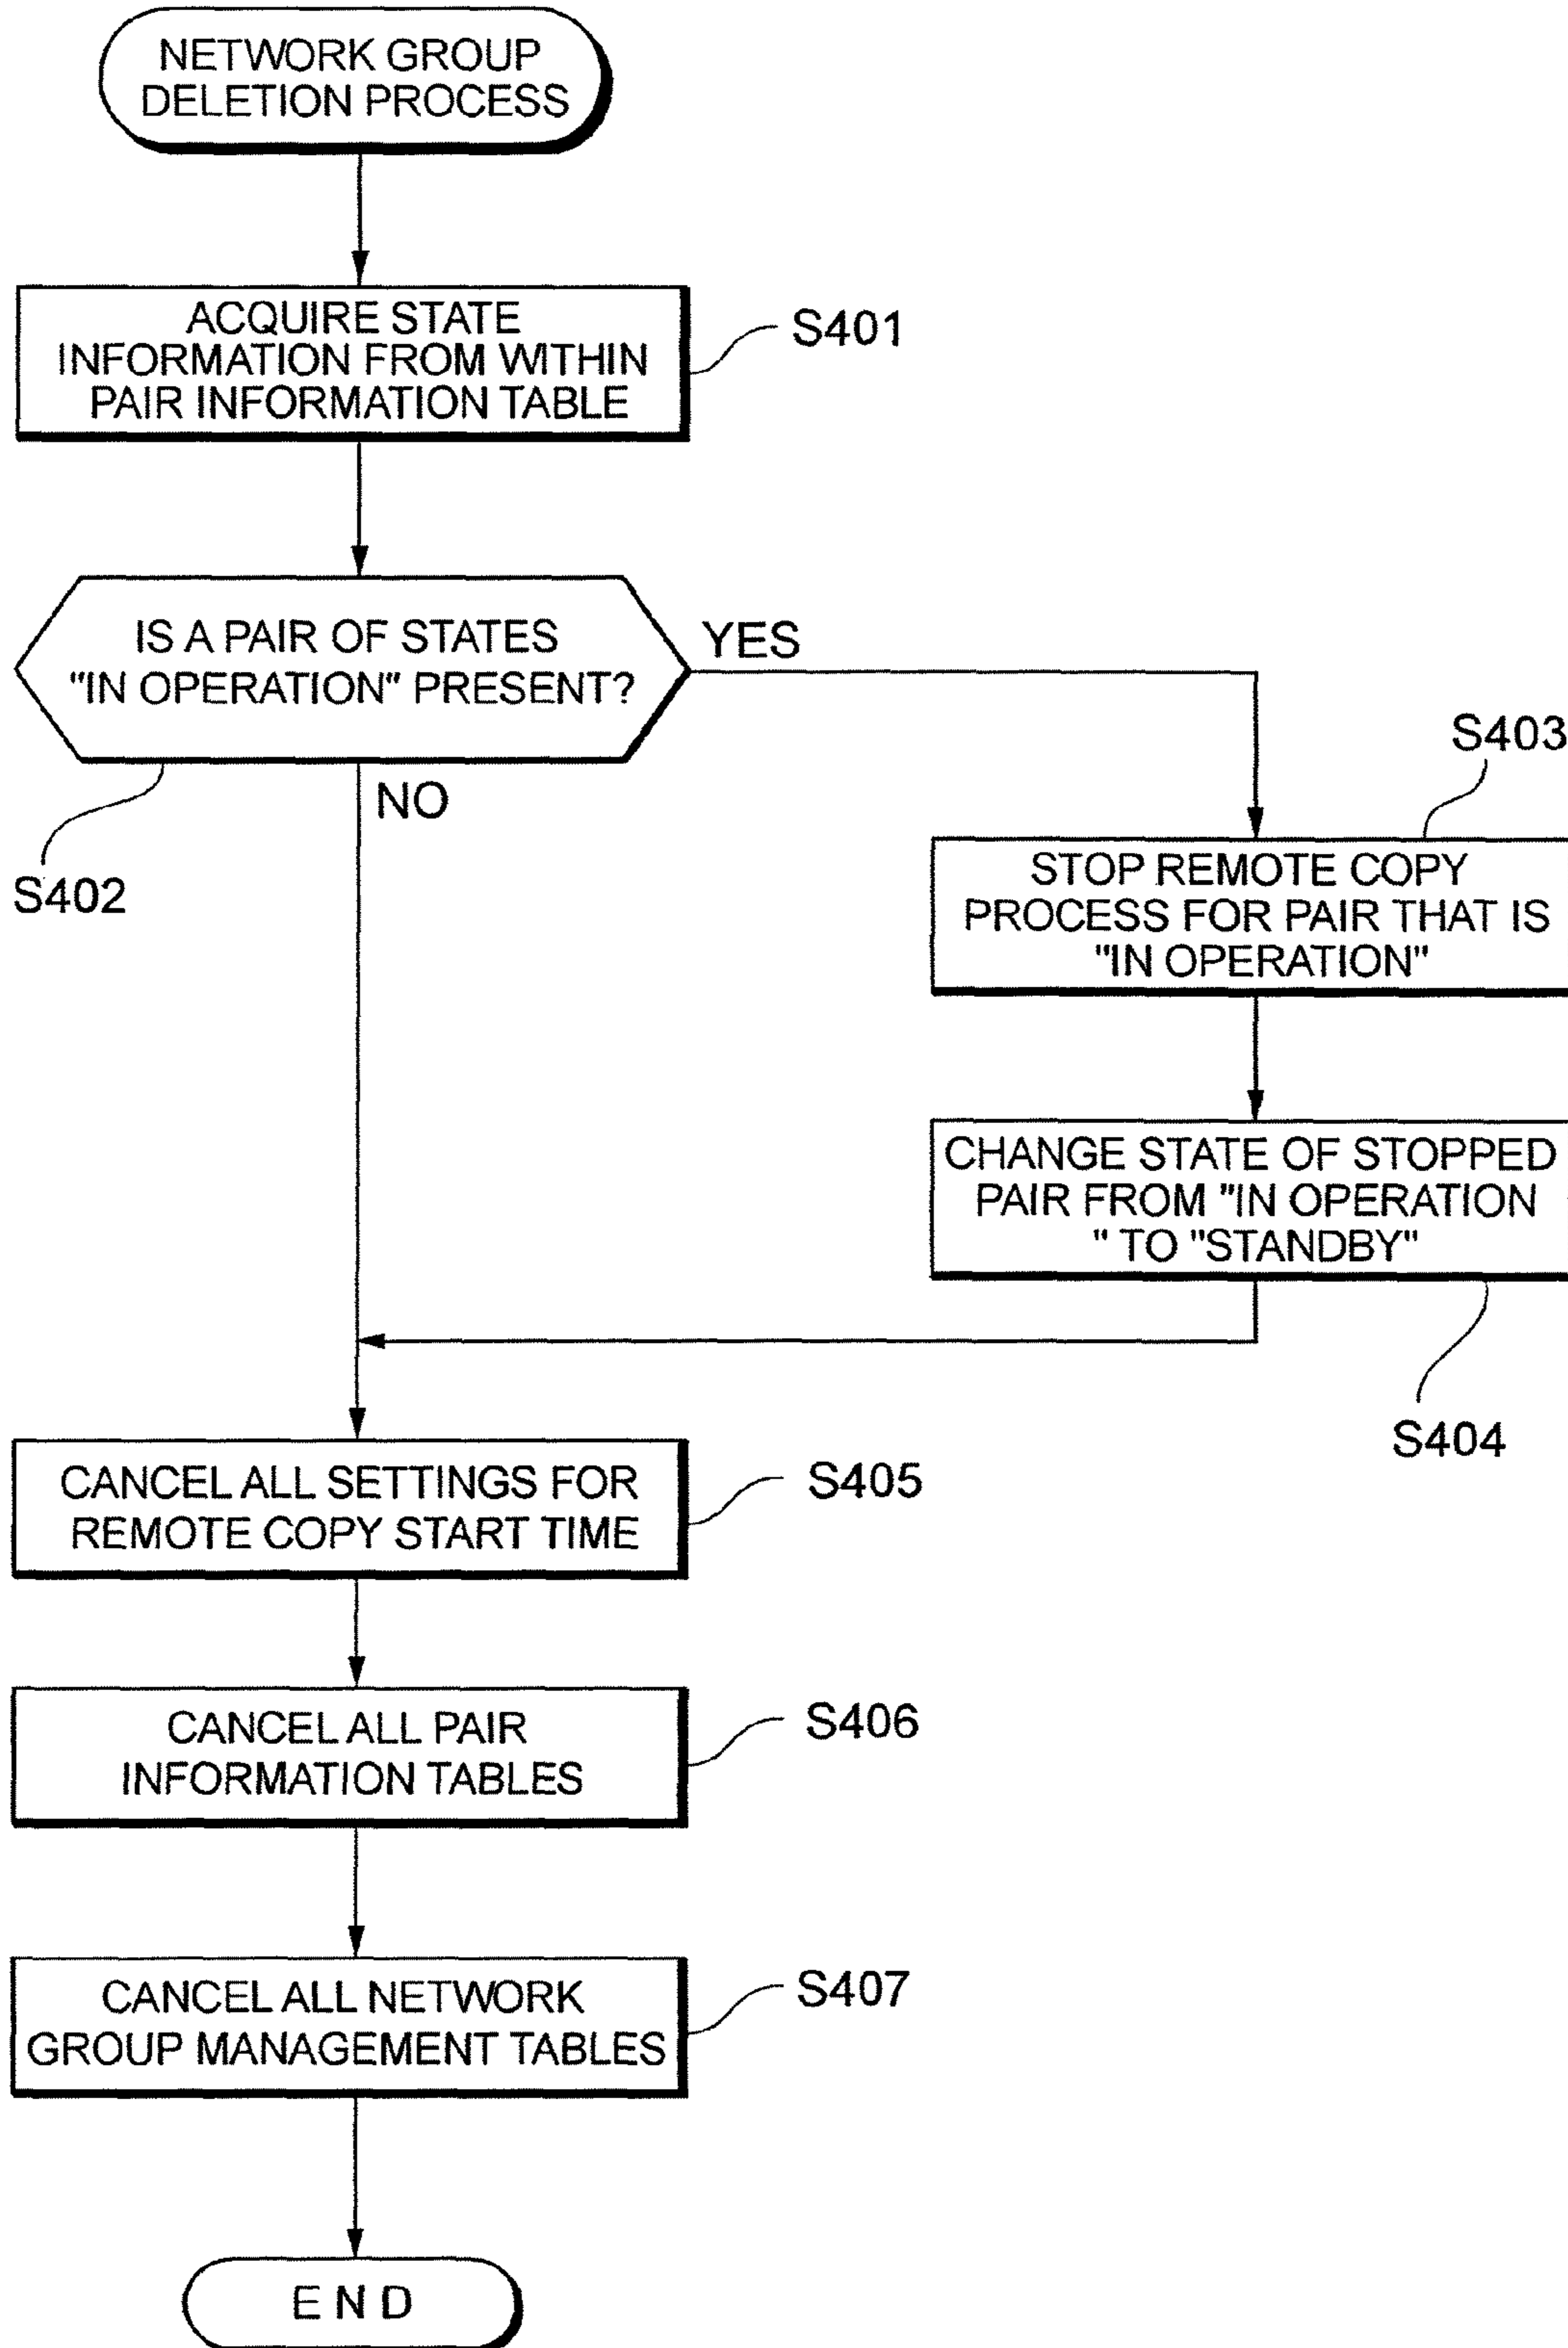 NETWORK GROUP
DELETION PROCESS
ACQUIRE STATE
INFORMATION FROM WITHIN
PAIR INFORMATION TABLE
S401
IS A PAIR OF STATES
"IN OPERATION" PRESENT?
YES
NO
S402
S403
STOP REMOTE COPY
PROCESS FOR PAIR THAT IS
"IN OPERATION"
CHANGE STATE OF STOPPED
PAIR FROM "IN OPERATION
" TO "STANDBY"
S404
CANCEL ALL SETTINGS FOR
REMOTE COPY START TIME
S405
CANCEL ALL PAIR
INFORMATION TABLES
S406
CANCEL ALL NETWORK
GROUP MANAGEMENT TABLES
S407
END